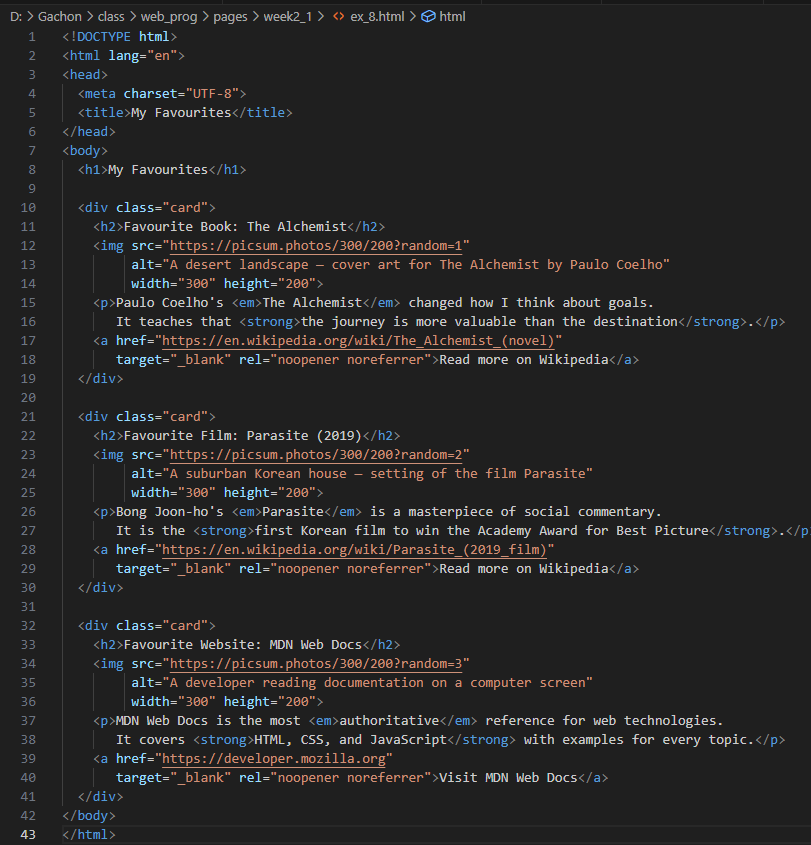 D: > Gachon > class > web_prog > pages > week2_1 > <> ex_8.html > html
1 <!DOCTYPE html>
2 <html lang="en">
3 <head>
4 <meta charset="UTF-8">
5 <title>My Favourites</title>
6 </head>
7 <body>
8 <h1>My Favourites</h1>
9
10 <div class="card">
11 <h2>Favourite Book: The Alchemist</h2>
12 <img src="https://picsum.photos/300/200?random=1"
13 alt="A desert landscape — cover art for The Alchemist by Paulo Coelho"
14 width="300" height="200">
15 <p>Paulo Coelho's <em>The Alchemist</em> changed how I think about goals.
16 It teaches that <strong>the journey is more valuable than the destination</strong>.</p>
17 <a href="https://en.wikipedia.org/wiki/The_Alchemist_(novel)"
18 target="_blank" rel="noopener noreferrer">Read more on Wikipedia</a>
19 </div>
20
21 <div class="card">
22 <h2>Favourite Film: Parasite (2019)</h2>
23 <img src="https://picsum.photos/300/200?random=2"
24 alt="A suburban Korean house — setting of the film Parasite"
25 width="300" height="200">
26 <p>Bong Joon-ho's <em>Parasite</em> is a masterpiece of social commentary.
27 It is the <strong>first Korean film to win the Academy Award for Best Picture</strong>.</p
28 <a href="https://en.wikipedia.org/wiki/Parasite_(2019_film)"
29 target="_blank" rel="noopener noreferrer">Read more on Wikipedia</a>
30 </div>
31
32 <div class="card">
33 <h2>Favourite Website: MDN Web Docs</h2>
34 <img src="https://picsum.photos/300/200?random=3"
35 alt="A developer reading documentation on a computer screen"
36 width="300" height="200">
37 <p>MDN Web Docs is the most <em>authoritative</em> reference for web technologies.
38 It covers <strong>HTML, CSS, and JavaScript</strong> with examples for every topic.</p>
39 <a href="https://developer.mozilla.org"
40 target="_blank" rel="noopener noreferrer">Visit MDN Web Docs</a>
41 </div>
42 </body>
43 </html>